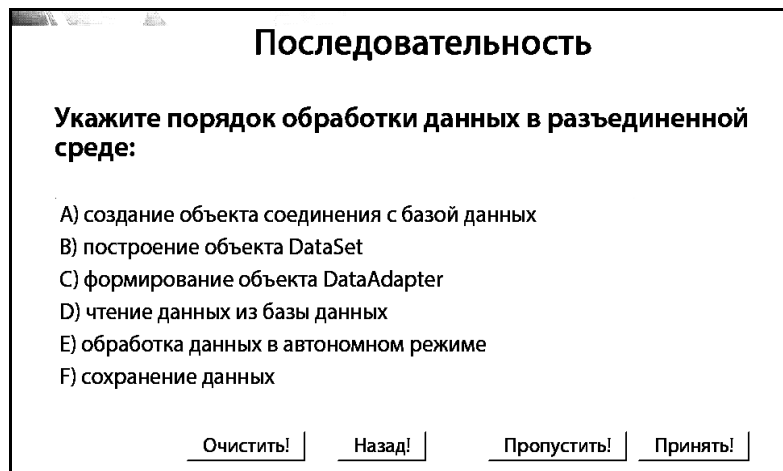 Последовательность
Укажите порядок обработки данных в разъединенной
среде:
A) создание объекта соединения с базой данных
B) построение объекта DataSet
C) формирование объекта DataAdapter
D) чтение данных из базы данных
E) обработка данных в автономном режиме
F) сохранение данных
Очистить! Назад! Пропустить! Принять!